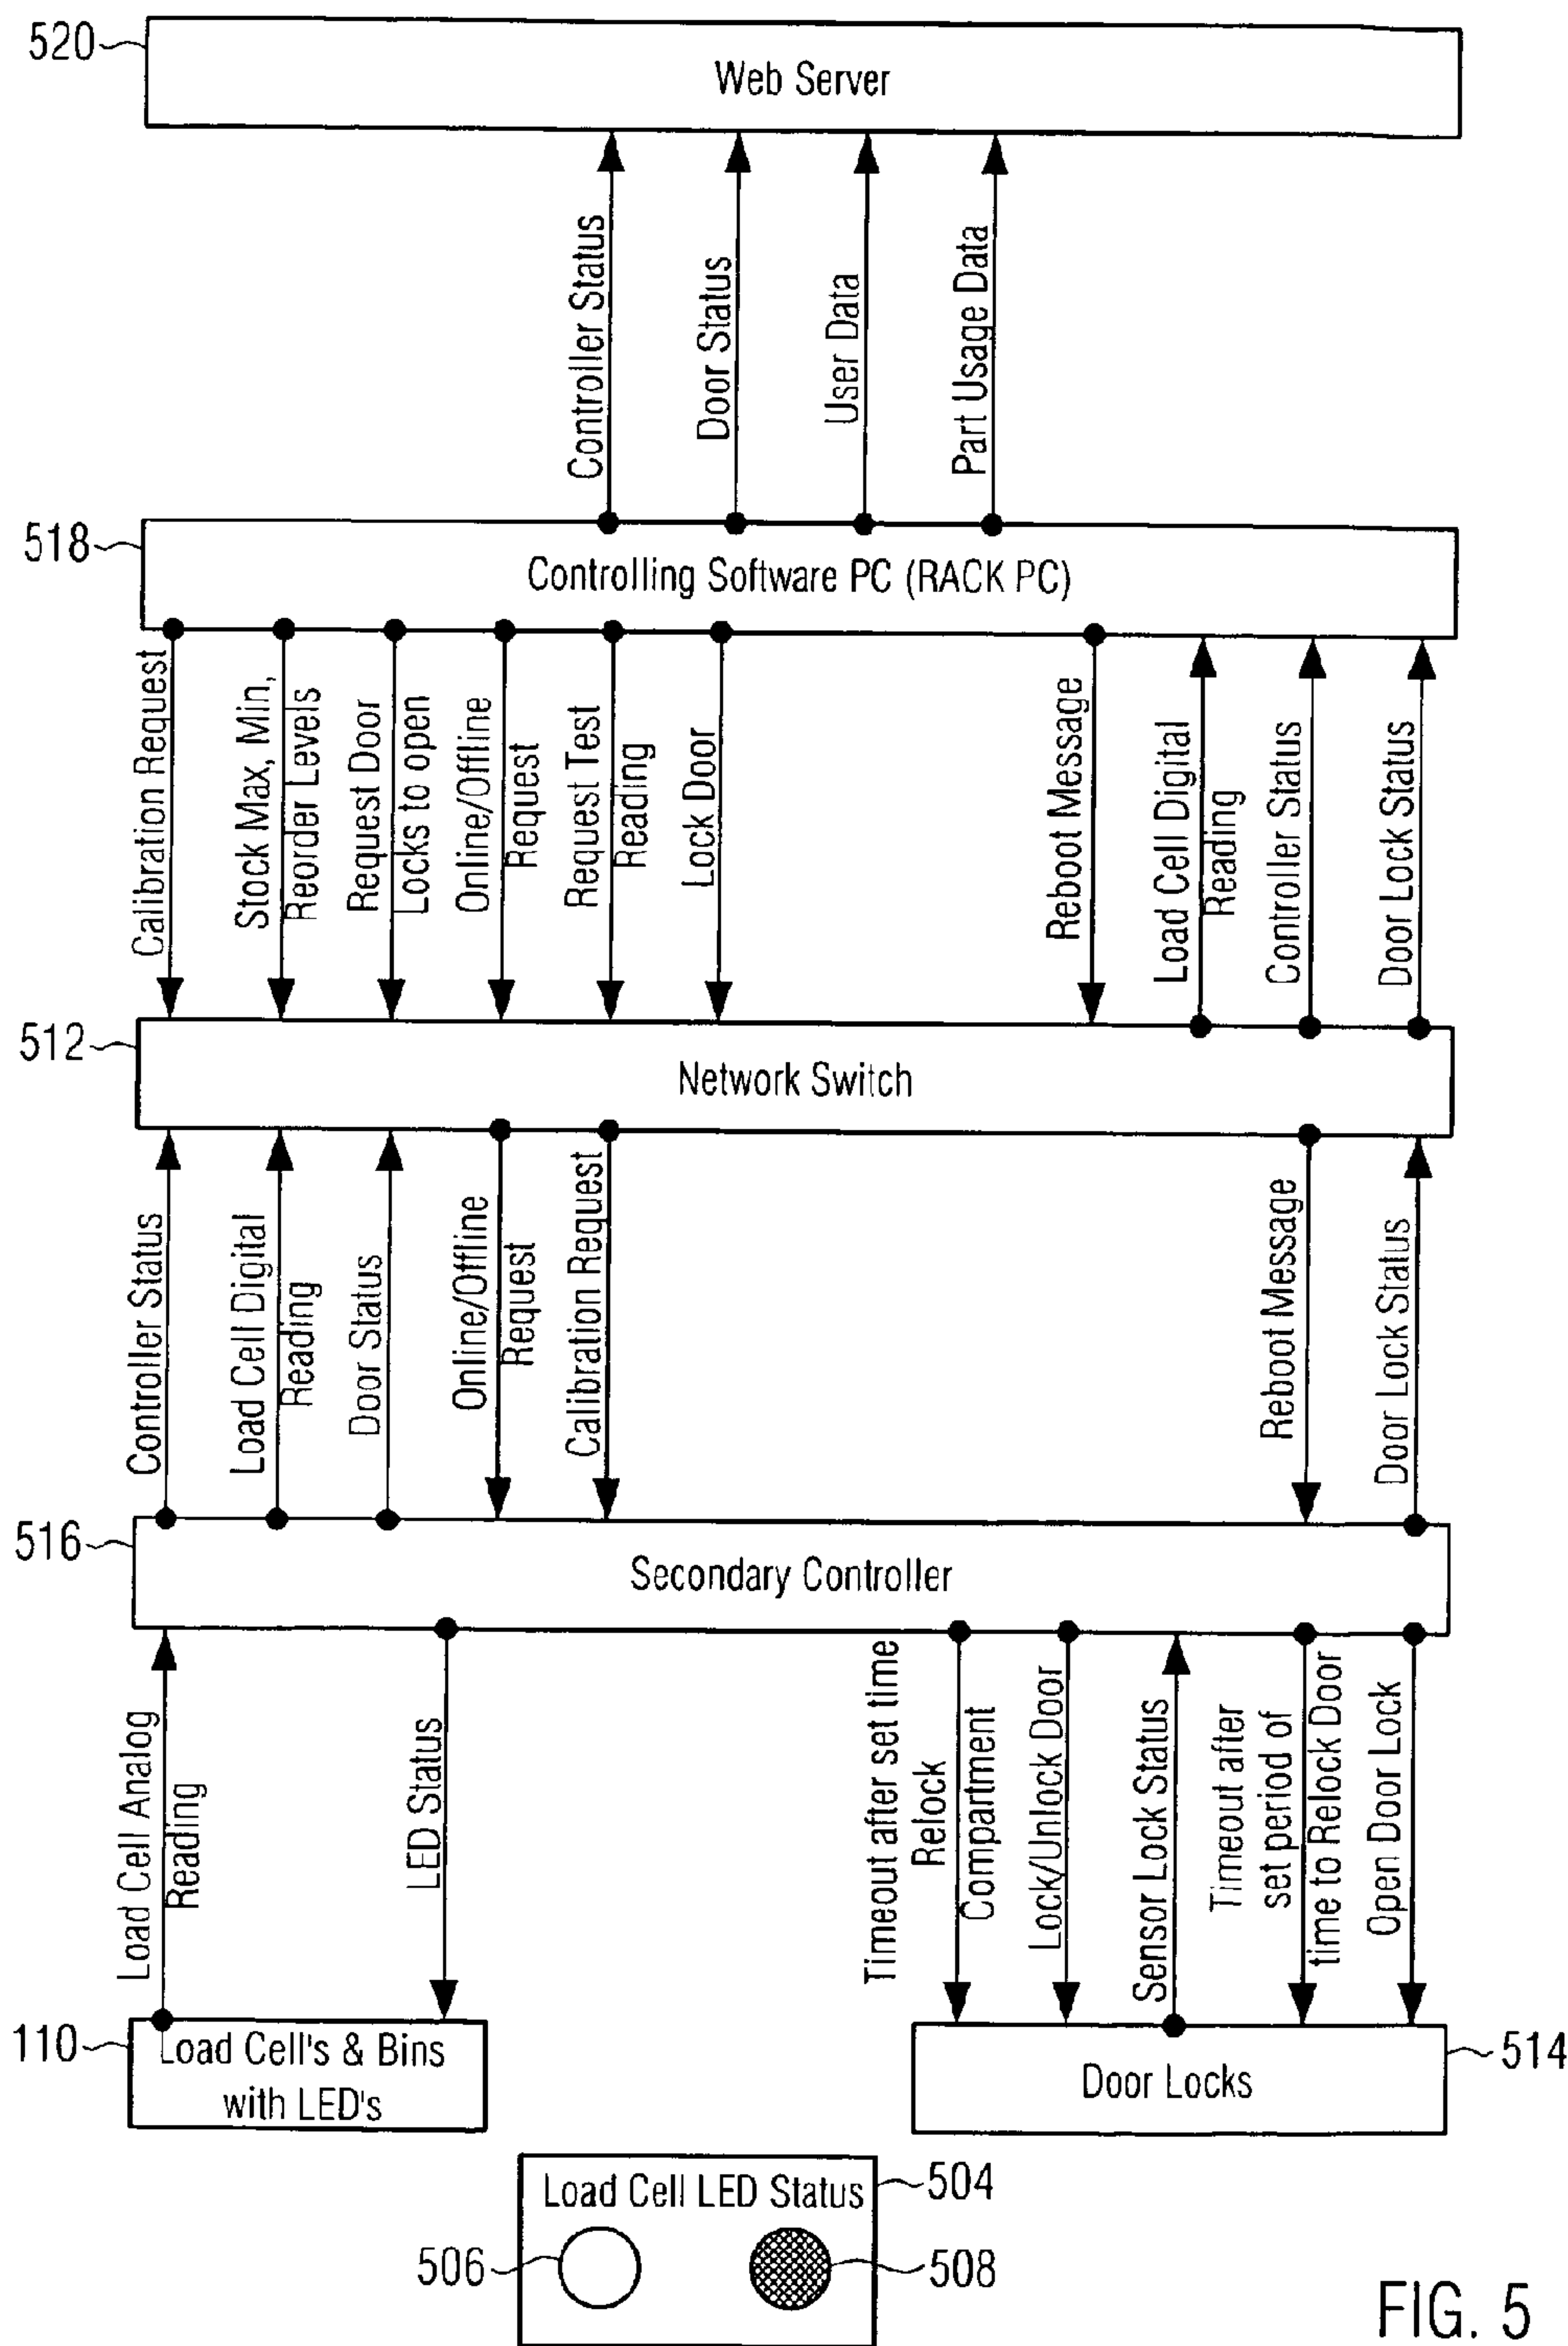 520
Web Server
Controller Status
Door Status
User Data
Part Usage Data
518
Controlling Software PC (RACK PC)
Calibration Request
Stock Max, Min,
Reorder Levels
Request Door
Locks to open
Online/Offline
Request
Request Test
Reading
Lock Door
Reboot Message
Load Cell Digital
Reading
Controller Status
Door Lock Status
512
Network Switch
Controller Status
Load Cell Digital
Reading
Door Status
Online/Offline
Request
Calibration Request
Reboot Message
Door Lock Status
516
Secondary Controller
Load Cell Analog
Reading
LED Status
Timeout after set time
Relock
Compartment
Lock/Unlock Door
Sensor Lock Status
Timeout after
set period of
time to Relock Door
Open Door Lock
110
Load Cell's & Bins
with LED's
Door Locks
514
Load Cell LED Status
504
506
508
FIG. 5